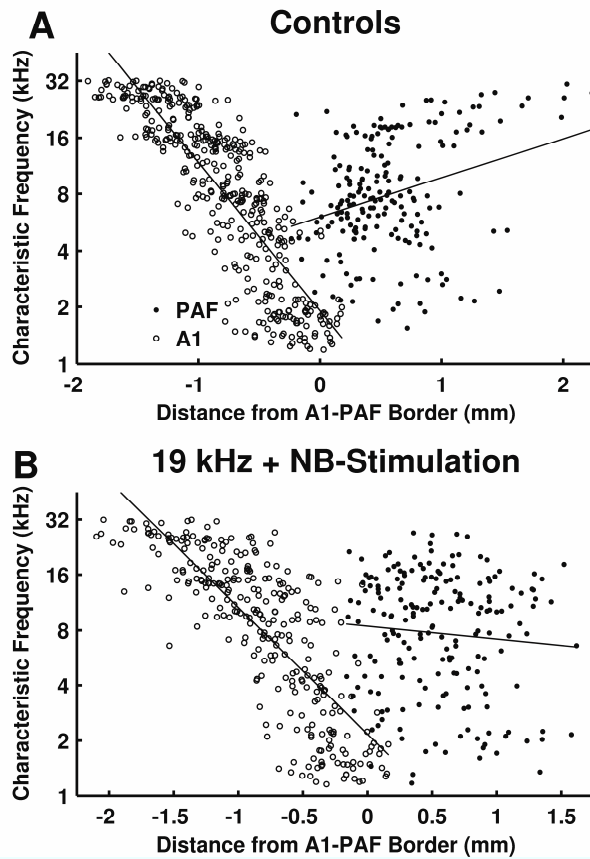 A Controls
Characteristic Frequency (kHz)
32
16
8
4
2
1
PAF
A1
-2 -1 0 1 2
Distance from A1-PAF Border (mm)
B 19 kHz + NB-Stimulation
Characteristic Frequency (kHz)
32
16
8
4
2
1
-2 -1.5 -1 -0.5 0 0.5 1 1.5
Distance from A1-PAF Border (mm)